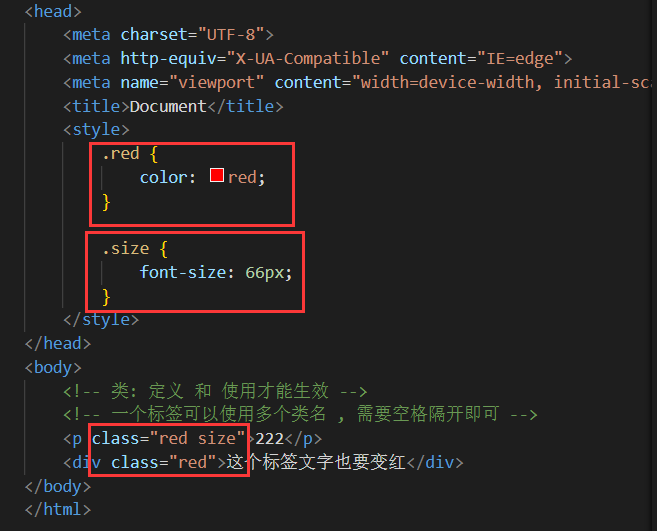 <head>
<meta charset="UTF-8">
<meta http-equiv="X-UA-Compatible" content="IE=edge">
<meta name="viewport" content="width=device-width, initial-sca
<title>Document</title>
<style>
.red {
color: red;
}
.size {
font-size: 66px;
}
</style>
</head>
<body>
<!-- 类: 定义 和 使用才能生效 -->
<!-- 一个标签可以使用多个类名 , 需要空格隔开即可 -->
<p class="red size">222</p>
<div class="red">这个标签文字也要变红</div>
</body>
</html>